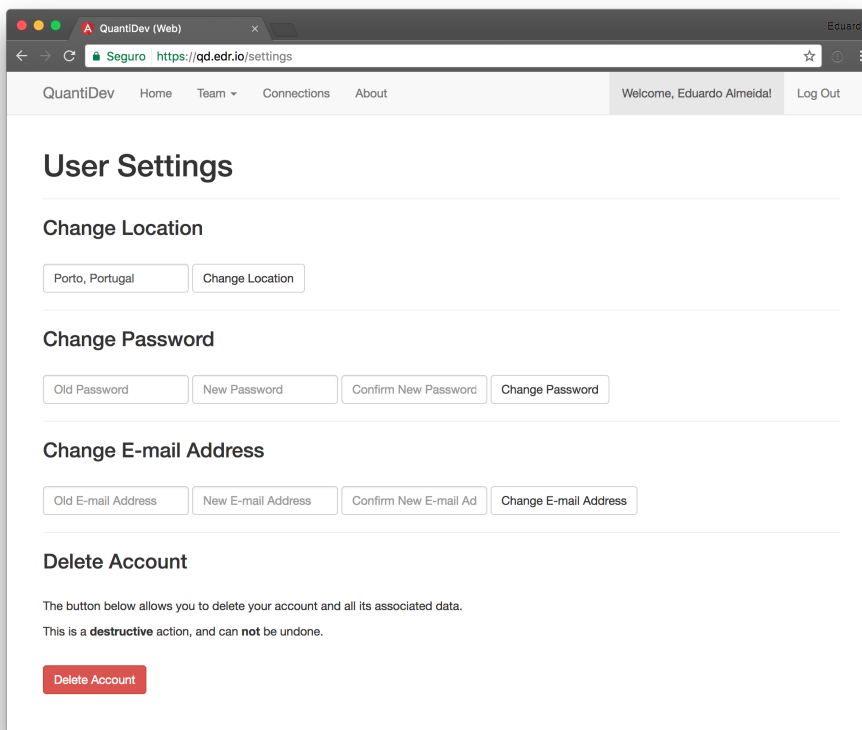 QuantiDev (Web)
Eduard
Seguro https://qd.edr.io/settings
QuantiDev Home Team Connections About Welcome, Eduardo Almeida! Log Out
User Settings
Change Location
Porto, Portugal Change Location
Change Password
Old Password New Password Confirm New Password Change Password
Change E-mail Address
Old E-mail Address New E-mail Address Confirm New E-mail Ad Change E-mail Address
Delete Account
The button below allows you to delete your account and all its associated data.
This is a destructive action, and can not be undone.
Delete Account